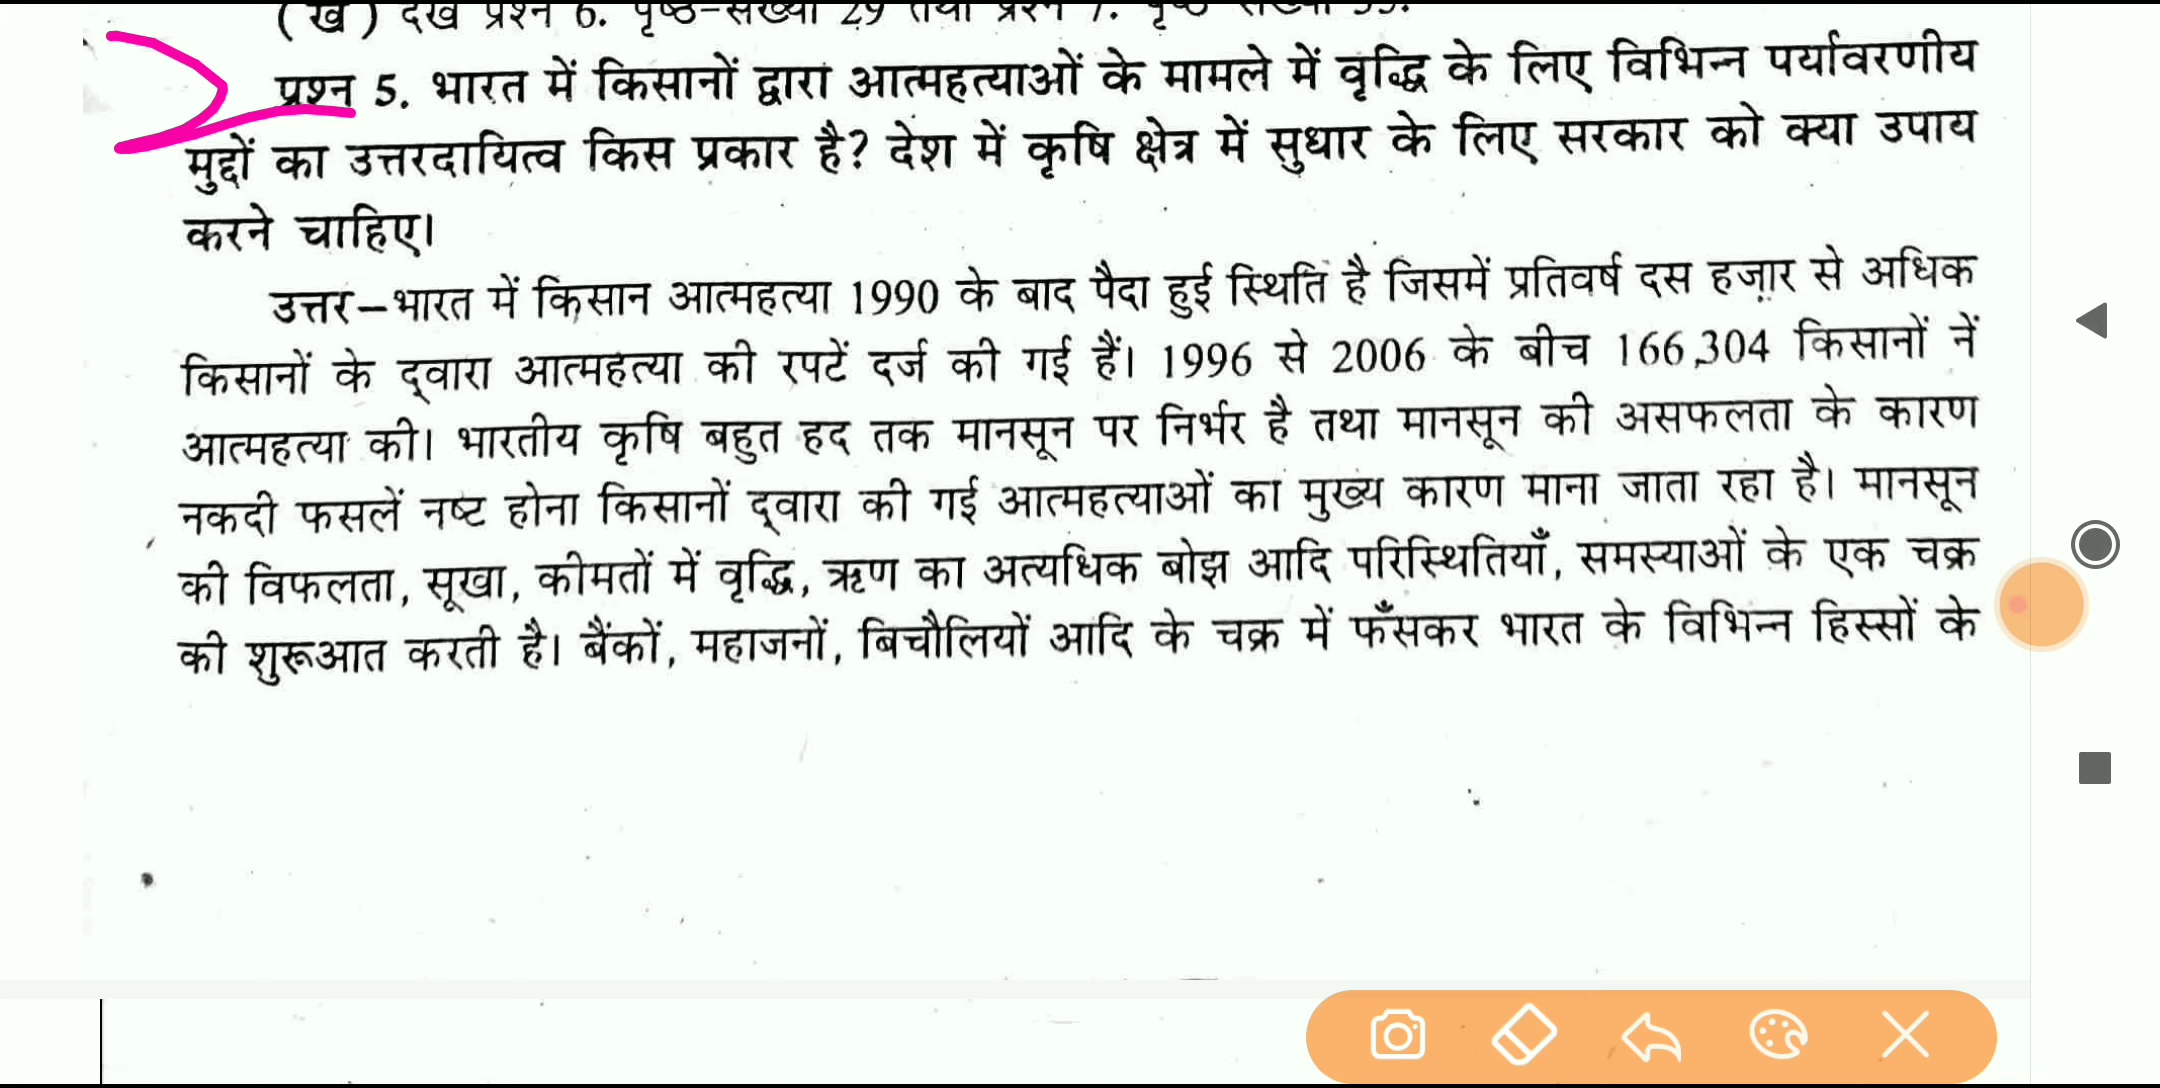 (ख) देखें प्रश्न 6. पृष्ठ-संख्या 29 तथा प्रश्न 7. पृष्ठ संख्या 33.
प्रश्न 5. भारत में किसानों द्वारा आत्महत्याओं के मामले में वृद्धि के लिए विभिन्न पर्यावरणीय
मुद्दों का उत्तरदायित्व किस प्रकार है? देश में कृषि क्षेत्र में सुधार के लिए सरकार को क्या उपाय
करने चाहिए।
उत्तर–भारत में किसान आत्महत्या 1990 के बाद पैदा हुई स्थिति है जिसमें प्रतिवर्ष दस हज़ार से अधिक
किसानों के द्वारा आत्महत्या की रपटें दर्ज की गई हैं। 1996 से 2006 के बीच 166,304 किसानों नें
आत्महत्या की। भारतीय कृषि बहुत हद तक मानसून पर निर्भर है तथा मानसून की असफलता के कारण
नकदी फसलें नष्ट होना किसानों द्वारा की गई आत्महत्याओं का मुख्य कारण माना जाता रहा है। मानसून
की विफलता, सूखा, कीमतों में वृद्धि, ऋण का अत्यधिक बोझ आदि परिस्थितियाँ, समस्याओं के एक चक्र
की शुरूआत करती है। बैंकों, महाजनों, बिचौलियों आदि के चक्र में फँसकर भारत के विभिन्न हिस्सों के